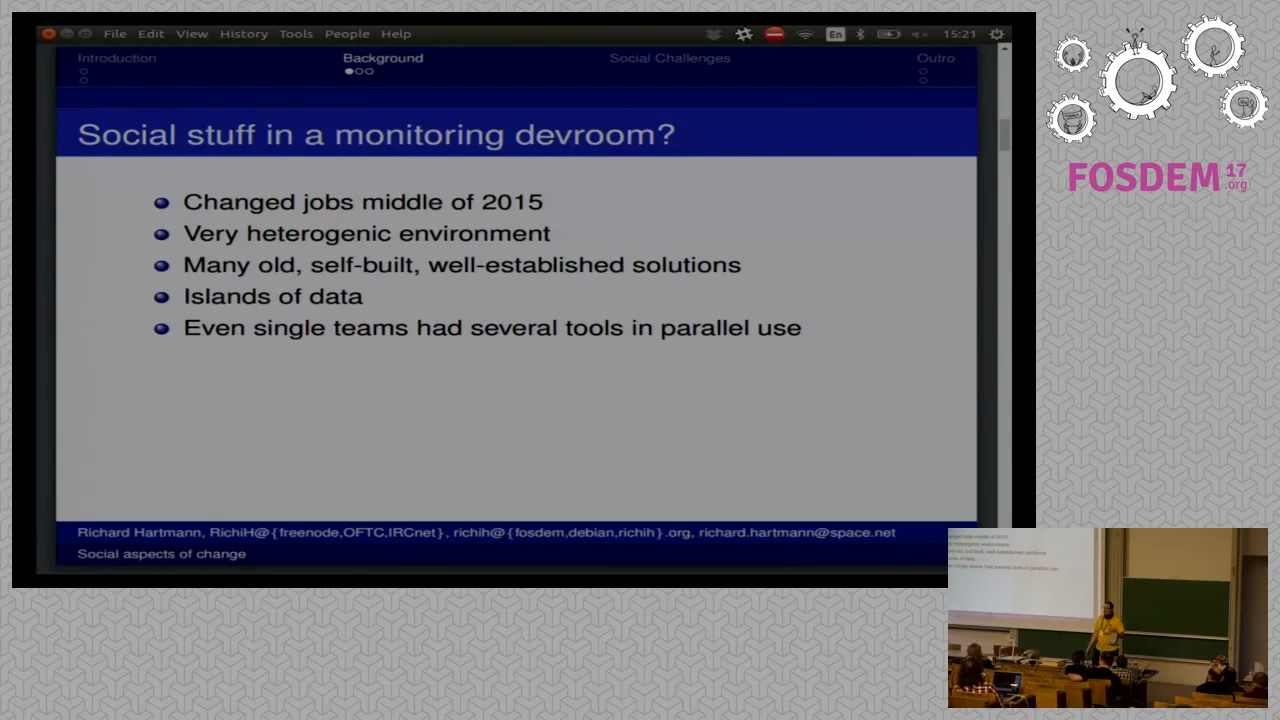 File Edit View History Tools People Help
En
15:21
Introduction
Background
Social Challenges
Outro
Social stuff in a monitoring devroom?
Changed jobs middle of 2015
Very heterogenic environment
Many old, self-built, well-established solutions
Islands of data
Even single teams had several tools in parallel use
Richard Hartmann, RichiH@{freenode,OFTC,IRCnet}, richih@{fosdem,debian,richih}.org, richard.hartmann@space.net
Social aspects of change
FOSDEM 17
.org